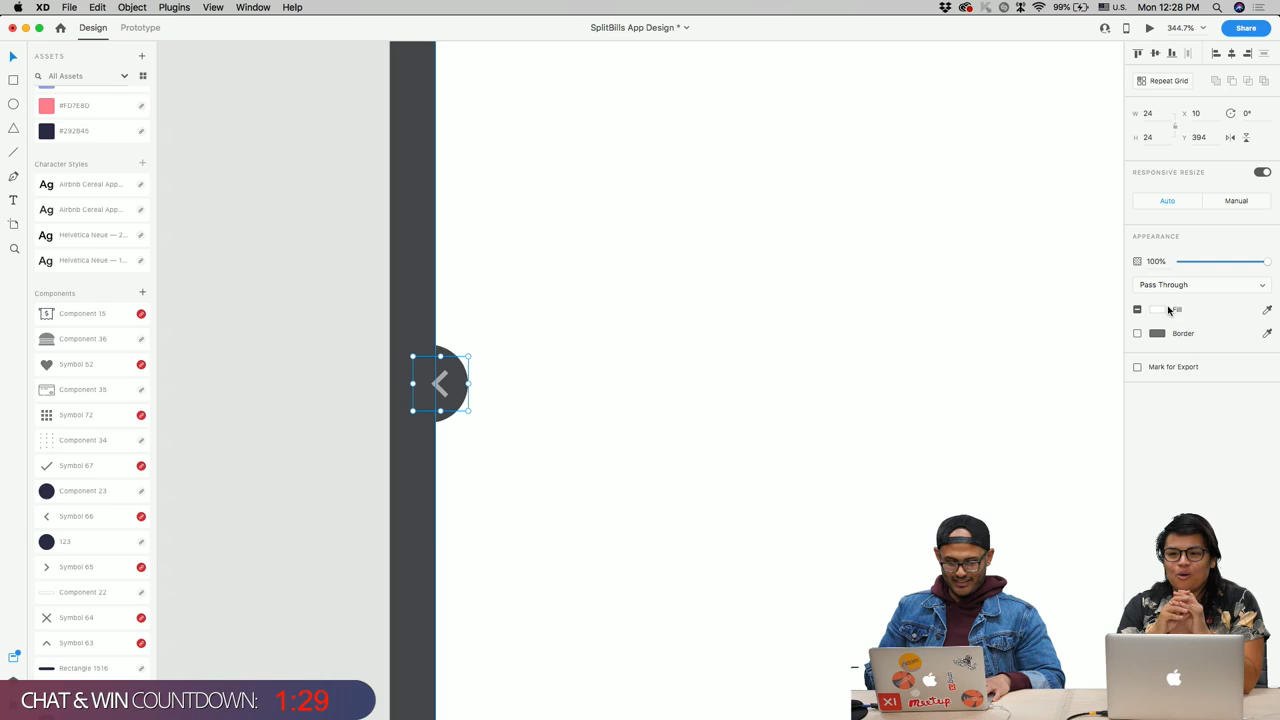 XD File Edit Object Plugins View Window Help
99% U.S. Mon 12:28 PM
Design Prototype
SplitBills App Design *
344.7%
Share
ASSETS
All Assets
#FD7E8D
#292B45
Character Styles
Ag Airbnb Cereal App...
Ag Airbnb Cereal App...
Ag Helvetica Neue — 2...
Ag Helvetica Neue — 1...
Components
Component 15
Component 36
Symbol 52
Component 35
Symbol 72
Component 34
Symbol 67
Component 23
Symbol 66
123
Symbol 65
Component 22
Symbol 64
Symbol 63
Rectangle 1516
Repeat Grid
W 24 X 10 0°
H 24 Y 394
RESPONSIVE RESIZE
Auto Manual
APPEARANCE
100%
Pass Through
Fill
Border
Mark for Export
XI
meetup
CHAT & WIN COUNTDOWN: 1:29